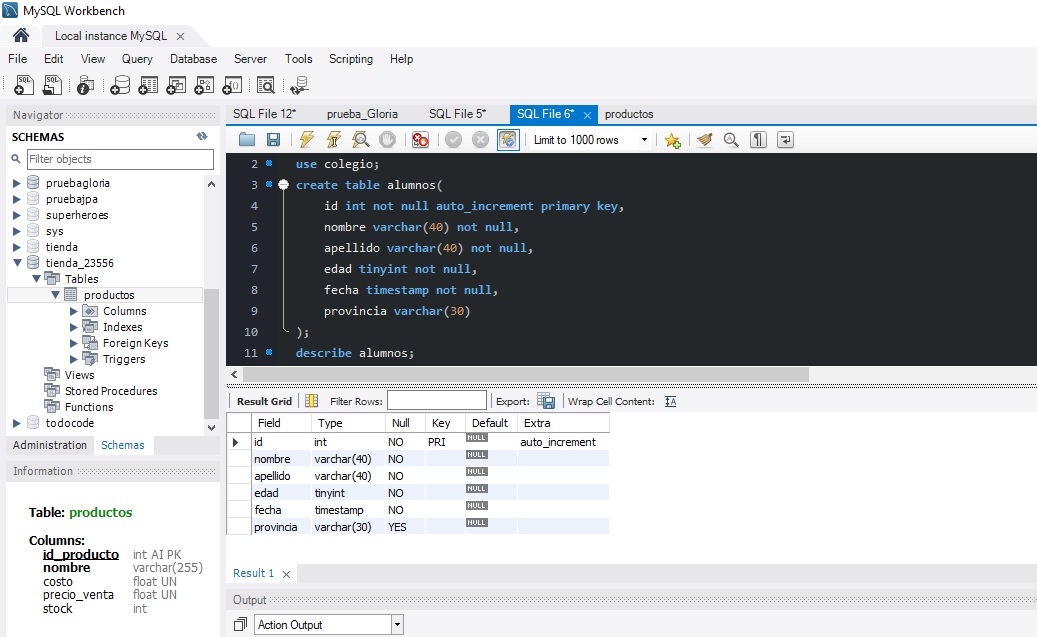 MySQL Workbench
Local instance MySQL
File Edit View Query Database Server Tools Scripting Help
Navigator
SCHEMAS
Filter objects
pruebagloria
pruebajpa
superheroes
sys
tienda
tienda_23556
Tables
productos
Columns
Indexes
Foreign Keys
Triggers
Views
Stored Procedures
Functions
todocode
Administration Schemas
Information
Table: productos
Columns:
id_producto int AI PK
nombre varchar(255)
costo float UN
precio_venta float UN
stock int
SQL File 12* prueba_Gloria SQL File 5* SQL File 6* productos
Limit to 1000 rows
2 use colegio;
3 create table alumnos(
4 id int not null auto_increment primary key,
5 nombre varchar(40) not null,
6 apellido varchar(40) not null,
7 edad tinyint not null,
8 fecha timestamp not null,
9 provincia varchar(30)
10 );
11 describe alumnos;
Result Grid Filter Rows: Export: Wrap Cell Content:
Field Type Null Key Default Extra
id int NO PRI NULL auto_increment
nombre varchar(40) NO NULL
apellido varchar(40) NO NULL
edad tinyint NO NULL
fecha timestamp NO NULL
provincia varchar(30) YES NULL
Result 1
Output
Action Output